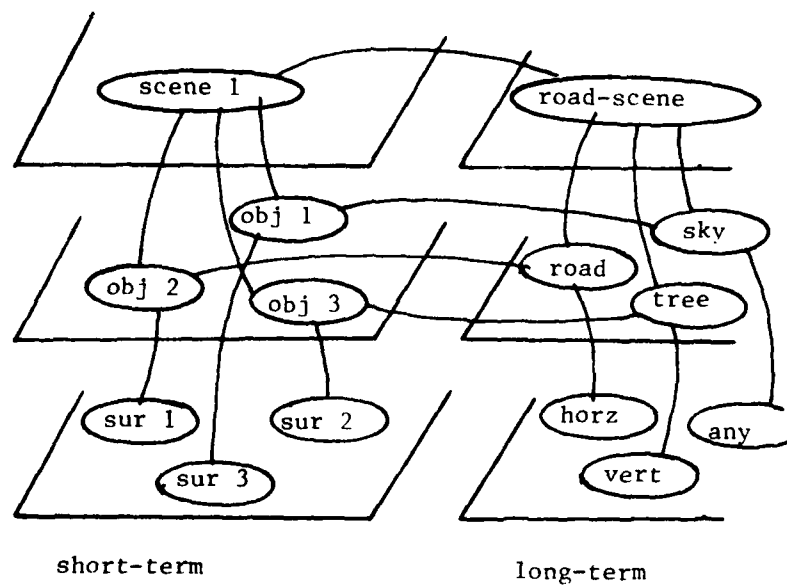 scene 1
road-scene
obj 1
sky
obj 2
road
obj 3
tree
sur 1
sur 2
horz
any
sur 3
vert
short-term
long-term